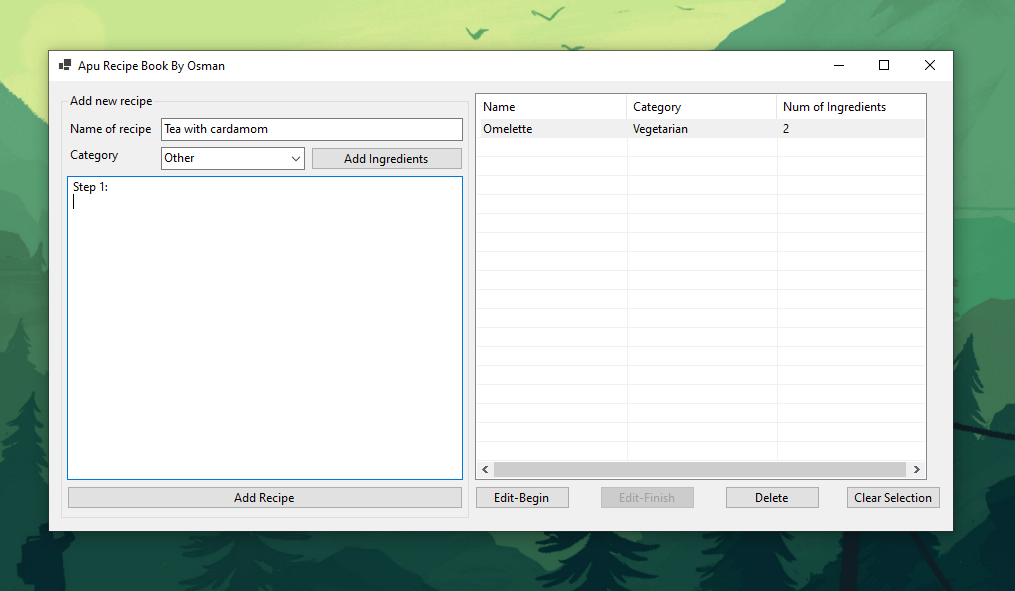 Apu Recipe Book By Osman
Add new recipe
Name of recipe Tea with cardamom
Category Other Add Ingredients
Step 1:
Add Recipe
Name Category Num of Ingredients
Omelette Vegetarian 2
Edit-Begin Edit-Finish Delete Clear Selection